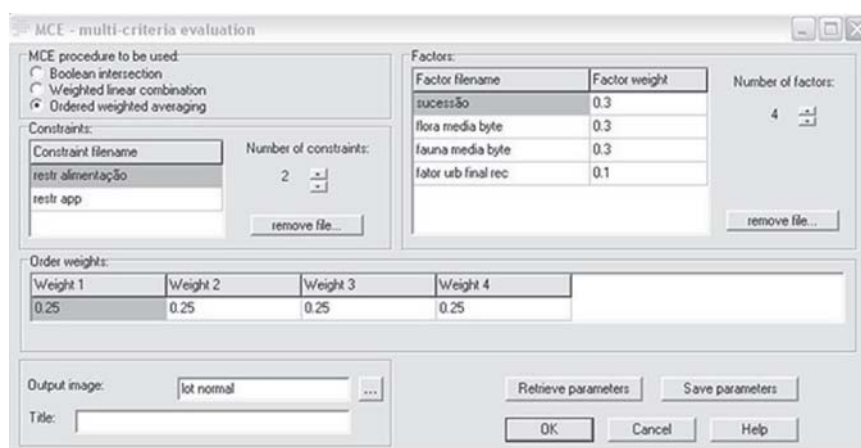 MCE - multi-criteria evaluation
MCE procedure to be used:
Boolean intersection
Weighted linear combination
Ordered weighted averaging
Constraints:
Constraint filename
restr alimentação
restr app
Number of constraints:
2
remove file...
Factors:
Factor filename Factor weight
sucessão 0.3
flora media byte 0.3
fauna media byte 0.3
fator urb final rec 0.1
Number of factors:
4
remove file...
Order weights:
Weight 1 Weight 2 Weight 3 Weight 4
0.25 0.25 0.25 0.25
Output image: lot normal ...
Title:
Retrieve parameters Save parameters
OK Cancel Help